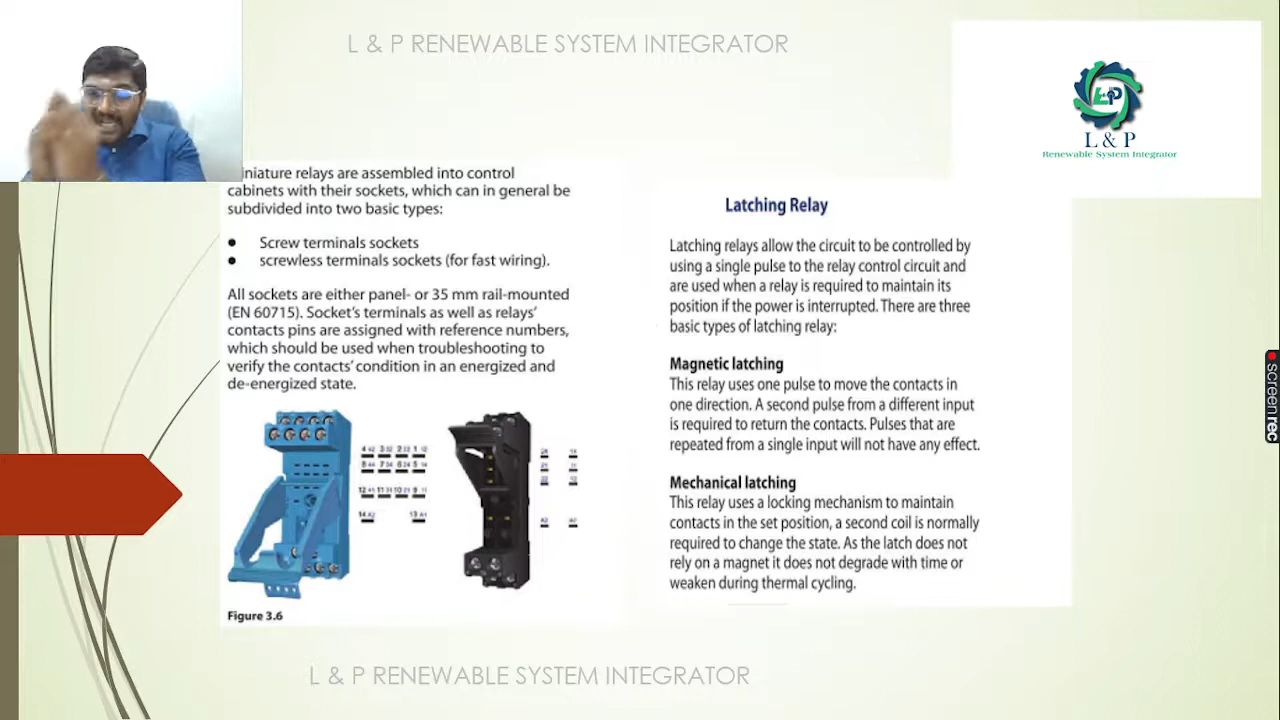 L & P RENEWABLE SYSTEM INTEGRATOR
L & P
Renewable System Integrator
iniature relays are assembled into control
cabinets with their sockets, which can in general be
subdivided into two basic types:
● Screw terminals sockets
● screwless terminals sockets (for fast wiring).
All sockets are either panel- or 35 mm rail-mounted
(EN 60715). Socket's terminals as well as relays'
contacts pins are assigned with reference numbers,
which should be used when troubleshooting to
verify the contacts' condition in an energized and
de-energized state.
Figure 3.6
Latching Relay
Latching relays allow the circuit to be controlled by
using a single pulse to the relay control circuit and
are used when a relay is required to maintain its
position if the power is interrupted. There are three
basic types of latching relay:
Magnetic latching
This relay uses one pulse to move the contacts in
one direction. A second pulse from a different input
is required to return the contacts. Pulses that are
repeated from a single input will not have any effect.
Mechanical latching
This relay uses a locking mechanism to maintain
contacts in the set position, a second coil is normally
required to change the state. As the latch does not
rely on a magnet it does not degrade with time or
weaken during thermal cycling.
L & P RENEWABLE SYSTEM INTEGRATOR
screenrec